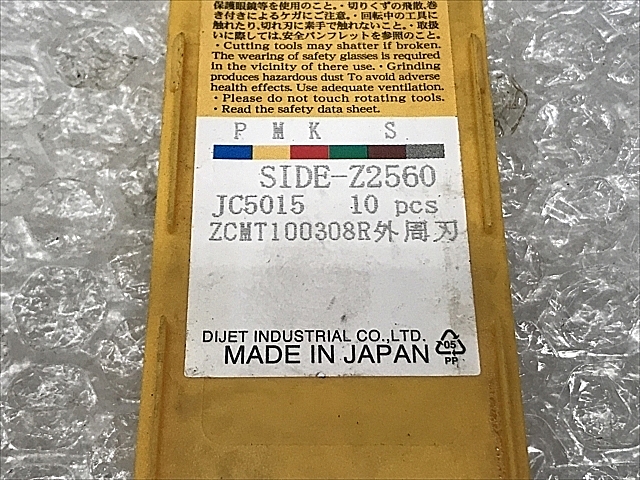 保護眼鏡等を使用のこと。・切りくずの飛散、巻
き付きによるケガにご注意。・回転中の工具に
触れたり、切れ刃に素手で触れないこと。・取扱
いに際しては、安全パンフレットを参照のこと。
・Cutting tools may shatter if broken.
The wearing of safety glasses is required
in the vicinity of there use.・Grinding
produces hazardous dust To avoid adverse
health effects. Use adequate ventilation.
・Please do not touch rotating tools.
・Read the safety data sheet.
P M K S
SIDE-Z2560
JC5015 10 pcs
ZCMT100308R外周刃
DIJET INDUSTRIAL CO.,LTD.
MADE IN JAPAN
05
PP